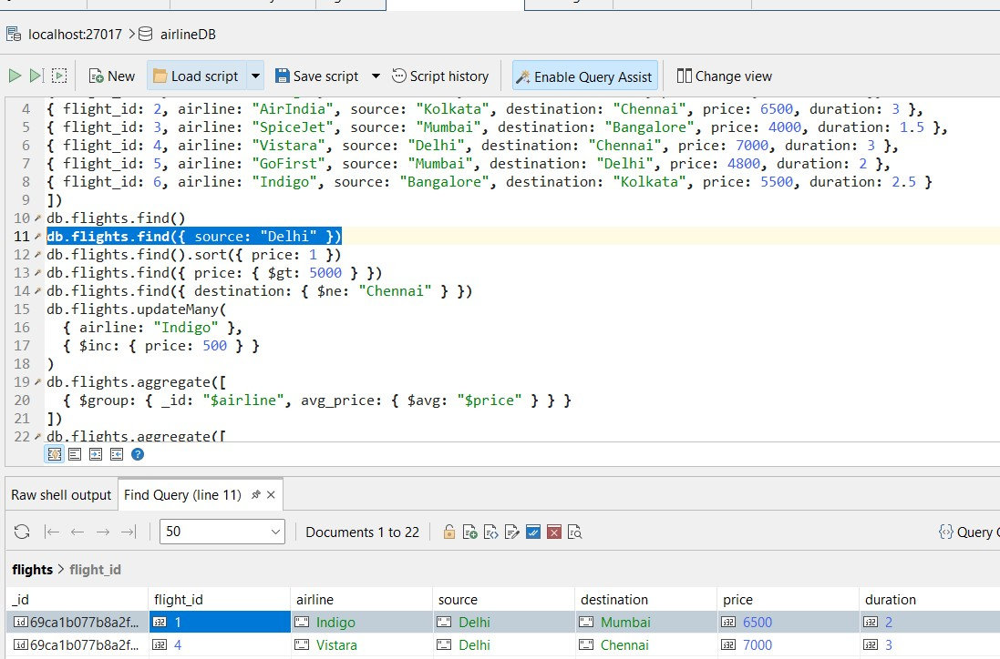 localhost:27017 > airlineDB
New Load script Save script Script history Enable Query Assist Change view
4 { flight_id: 2, airline: "AirIndia", source: "Kolkata", destination: "Chennai", price: 6500, duration: 3 },
5 { flight_id: 3, airline: "SpiceJet", source: "Mumbai", destination: "Bangalore", price: 4000, duration: 1.5 },
6 { flight_id: 4, airline: "Vistara", source: "Delhi", destination: "Chennai", price: 7000, duration: 3 },
7 { flight_id: 5, airline: "GoFirst", source: "Mumbai", destination: "Delhi", price: 4800, duration: 2 },
8 { flight_id: 6, airline: "Indigo", source: "Bangalore", destination: "Kolkata", price: 5500, duration: 2.5 }
9 ])
10 db.flights.find()
11 db.flights.find({ source: "Delhi" })
12 db.flights.find().sort({ price: 1 })
13 db.flights.find({ price: { $gt: 5000 } })
14 db.flights.find({ destination: { $ne: "Chennai" } })
15 db.flights.updateMany(
16 { airline: "Indigo" },
17 { $inc: { price: 500 } }
18 )
19 db.flights.aggregate([
20 { $group: { _id: "$airline", avg_price: { $avg: "$price" } } }
21 ])
22 db.flights.aggregate([
Raw shell output Find Query (line 11)
50 Documents 1 to 22 Query
flights > flight_id
_id flight_id airline source destination price duration
69ca1b077b8a2f... 1 Indigo Delhi Mumbai 6500 2
69ca1b077b8a2f... 4 Vistara Delhi Chennai 7000 3